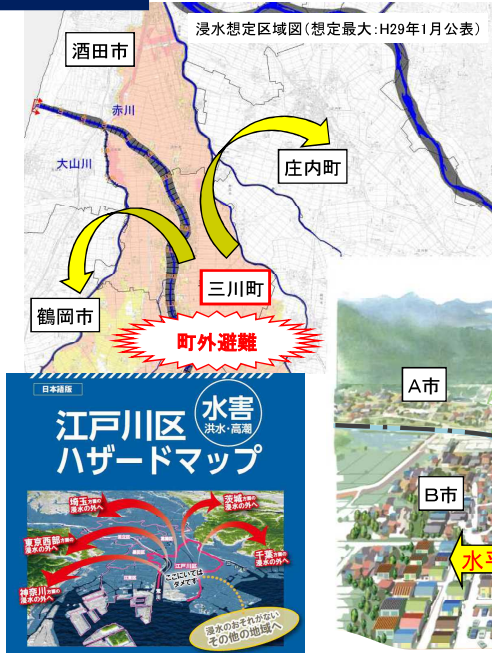 浸水想定区域図(想定最大:H29年1月公表)
酒田市
赤川
大山川
庄内町
三川町
鶴岡市
町外避難
日本語版
江戸川区
ハザードマップ
水害
洪水・高潮
埼玉方面の
浸水の外へ
茨城方面の
浸水の外へ
東京西部方面の
浸水の外へ
千葉方面の
浸水の外へ
神奈川方面の
浸水の外へ
江戸川区
ここにいては
ダメです
浸水のおそれがない
その他の地域へ
A市
B市
水平